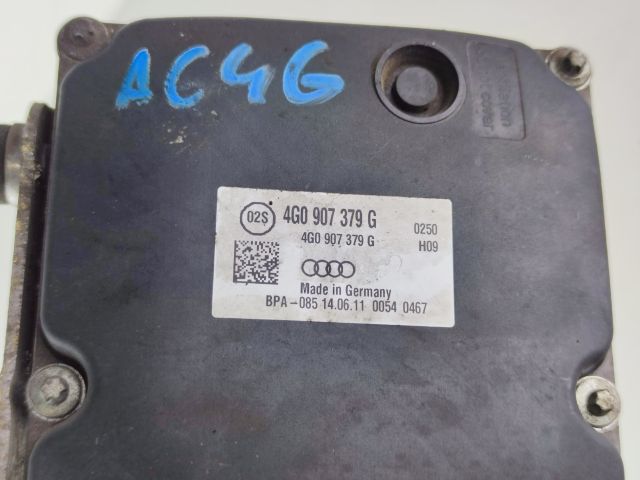 AC4G
02S
4G0 907 379 G
0250
4G0 907 379 G
H09
Made in Germany
BPA-085 14.06.11 0054 0467